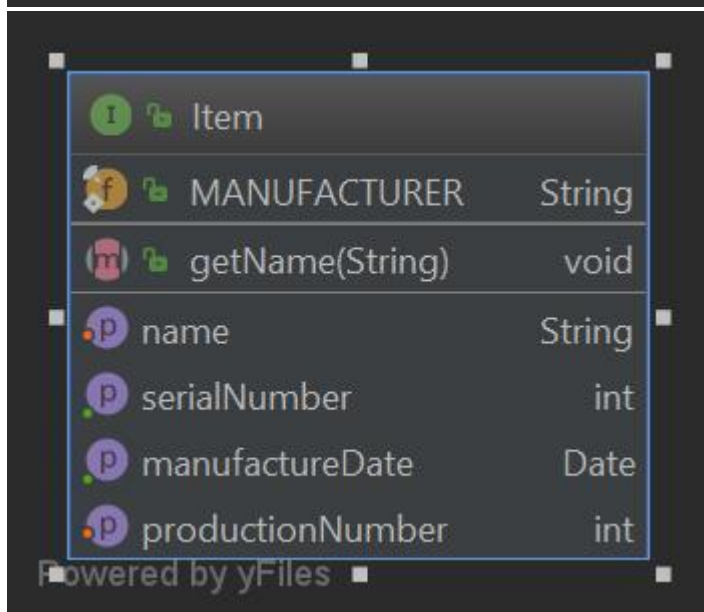 I Item
f MANUFACTURER String
m getName(String) void
p name String
p serialNumber int
p manufactureDate Date
p productionNumber int
Powered by yFiles